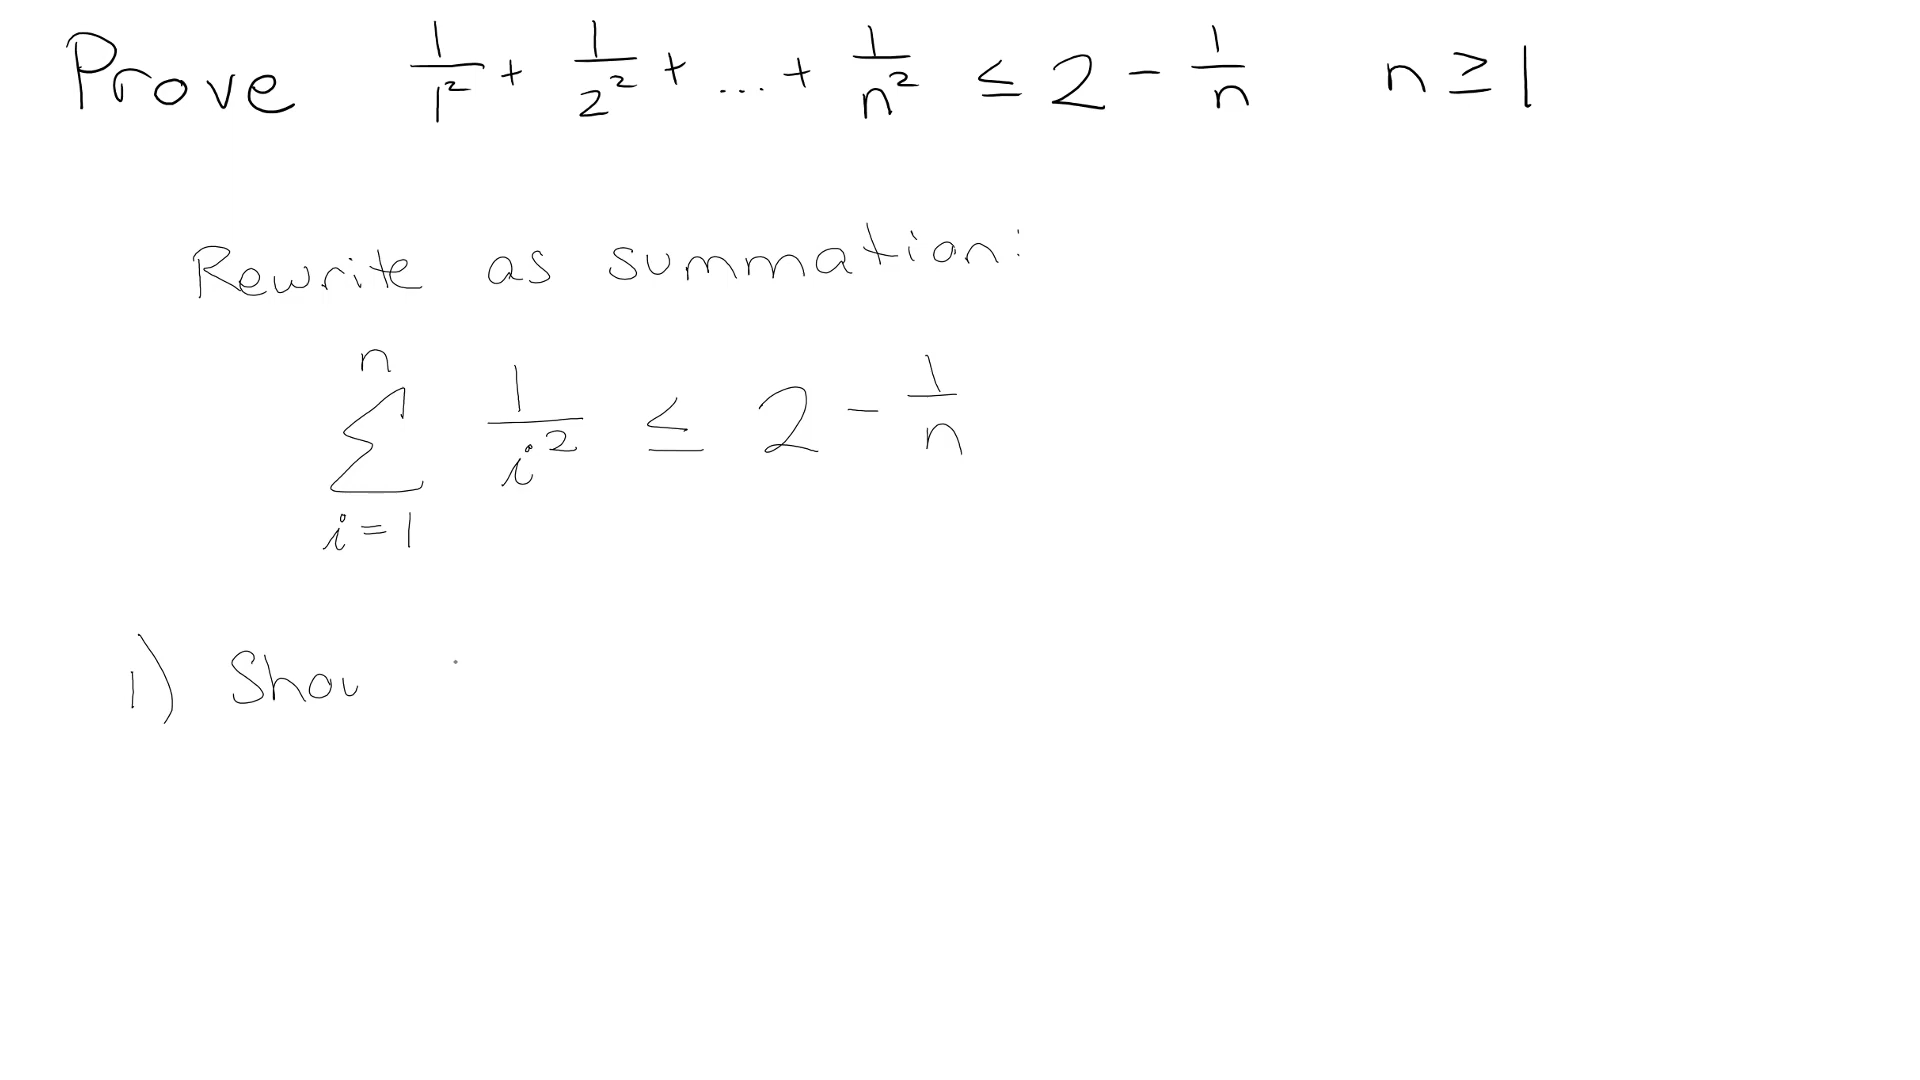 Prove 1/1² + 1/2² + ... + 1/n² ≤ 2 - 1/n n ≥ 1
Rewrite as summation:
n
∑ 1/i² ≤ 2 - 1/n
i=1
1) Shou